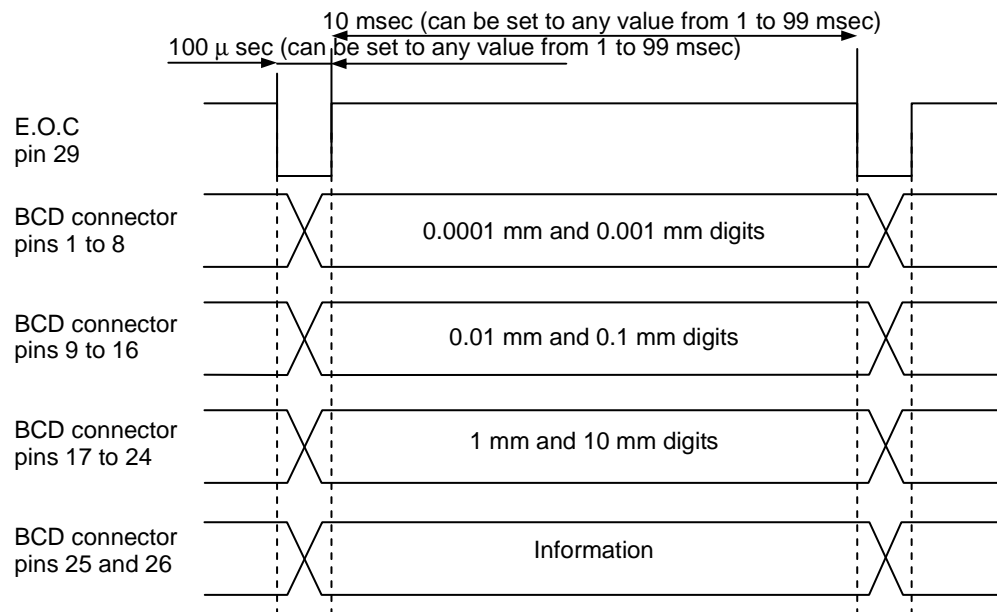 10 msec (can be set to any value from 1 to 99 msec)
100 μ sec (can be set to any value from 1 to 99 msec)
E.O.C
pin 29
BCD connector
pins 1 to 8
0.0001 mm and 0.001 mm digits
BCD connector
pins 9 to 16
0.01 mm and 0.1 mm digits
BCD connector
pins 17 to 24
1 mm and 10 mm digits
BCD connector
pins 25 and 26
Information